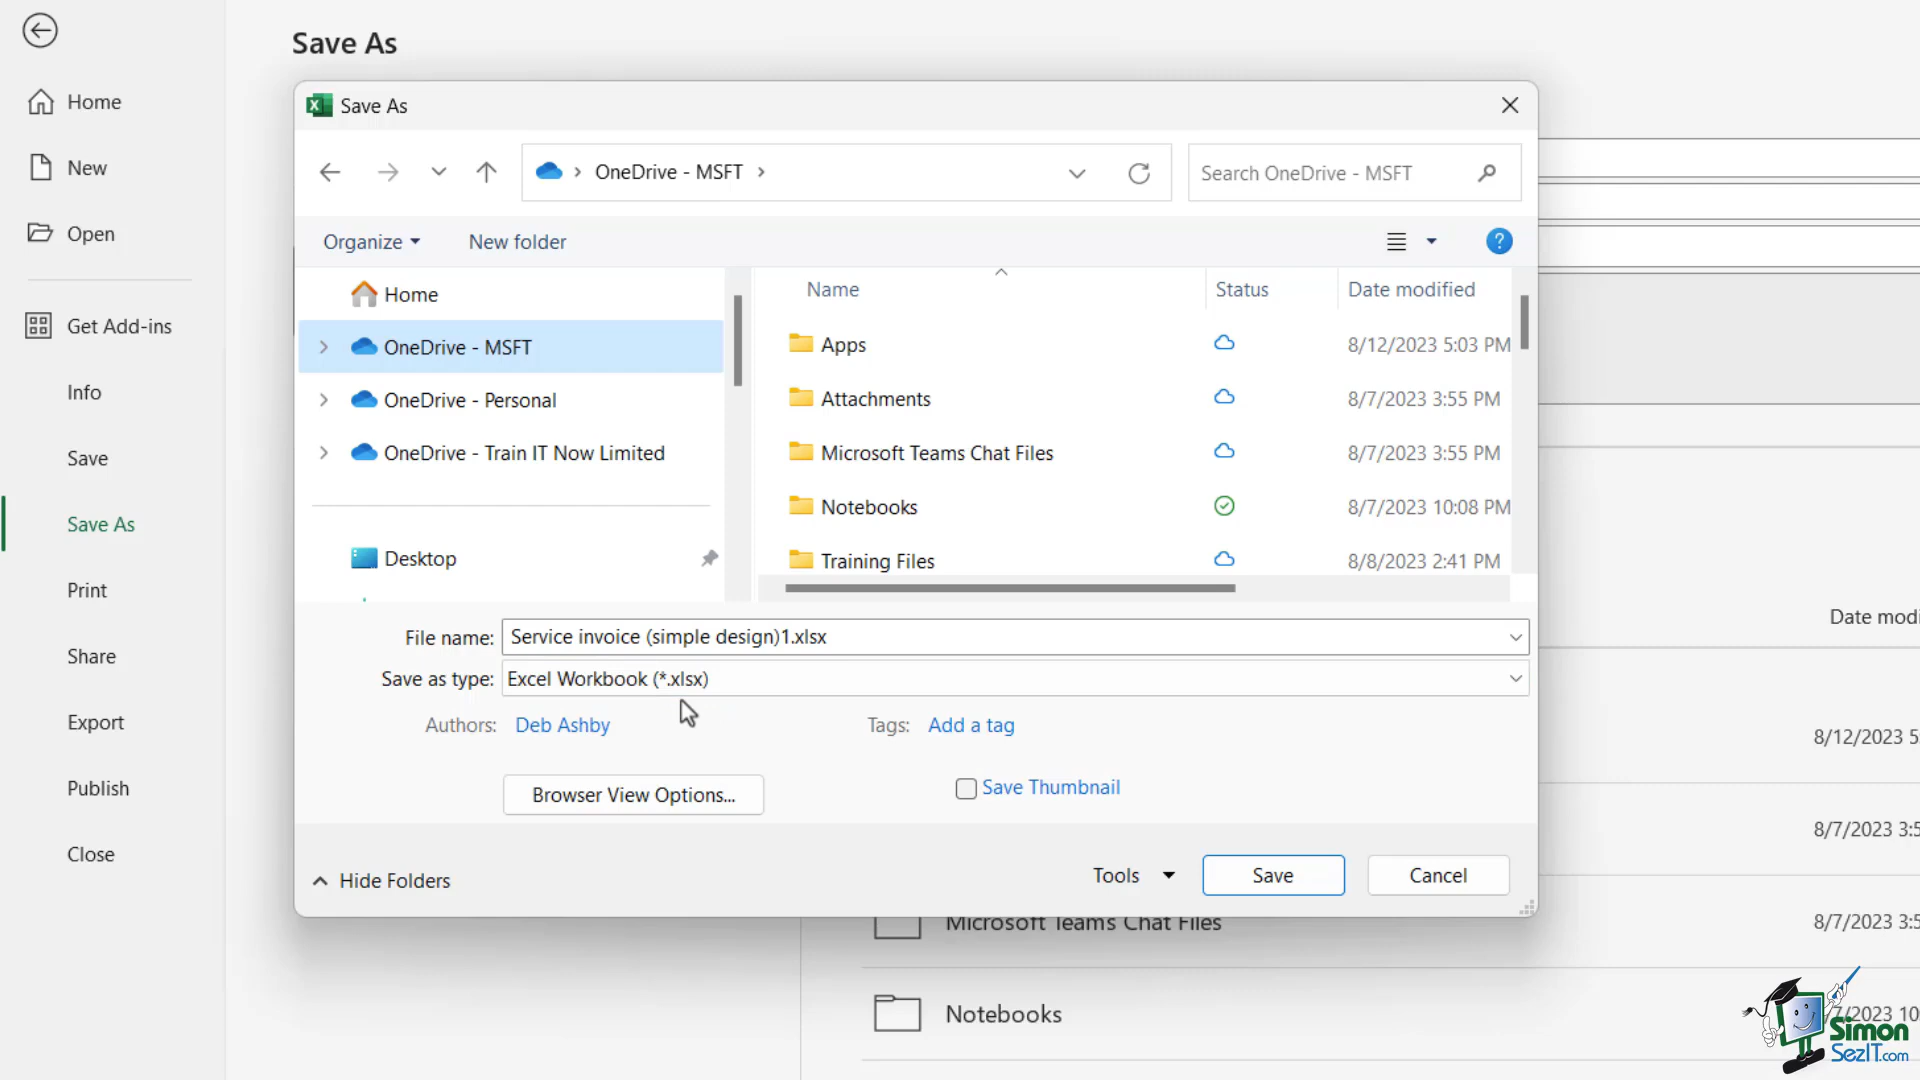 Save As
Home
New
Open
Get Add-ins
Info
Save
Save As
Print
Share
Export
Publish
Close
Save As
OneDrive - MSFT
Search OneDrive - MSFT
Organize
New folder
?
Home
OneDrive - MSFT
OneDrive - Personal
OneDrive - Train IT Now Limited
Desktop
Name Status Date modified
Apps 8/12/2023 5:03 PM
Attachments 8/7/2023 3:55 PM
Microsoft Teams Chat Files 8/7/2023 3:55 PM
Notebooks 8/7/2023 10:08 PM
Training Files 8/8/2023 2:41 PM
File name: Service invoice (simple design)1.xlsx
Save as type: Excel Workbook (*.xlsx)
Authors: Deb Ashby
Tags: Add a tag
Browser View Options...
Save Thumbnail
Hide Folders
Tools
Save
Cancel
Date modi
8/12/2023 5:
8/7/2023 3:5
Microsoft Teams Chat Files 8/7/2023 3:5
Notebooks 7/2023 10
Simon
SezIT.com